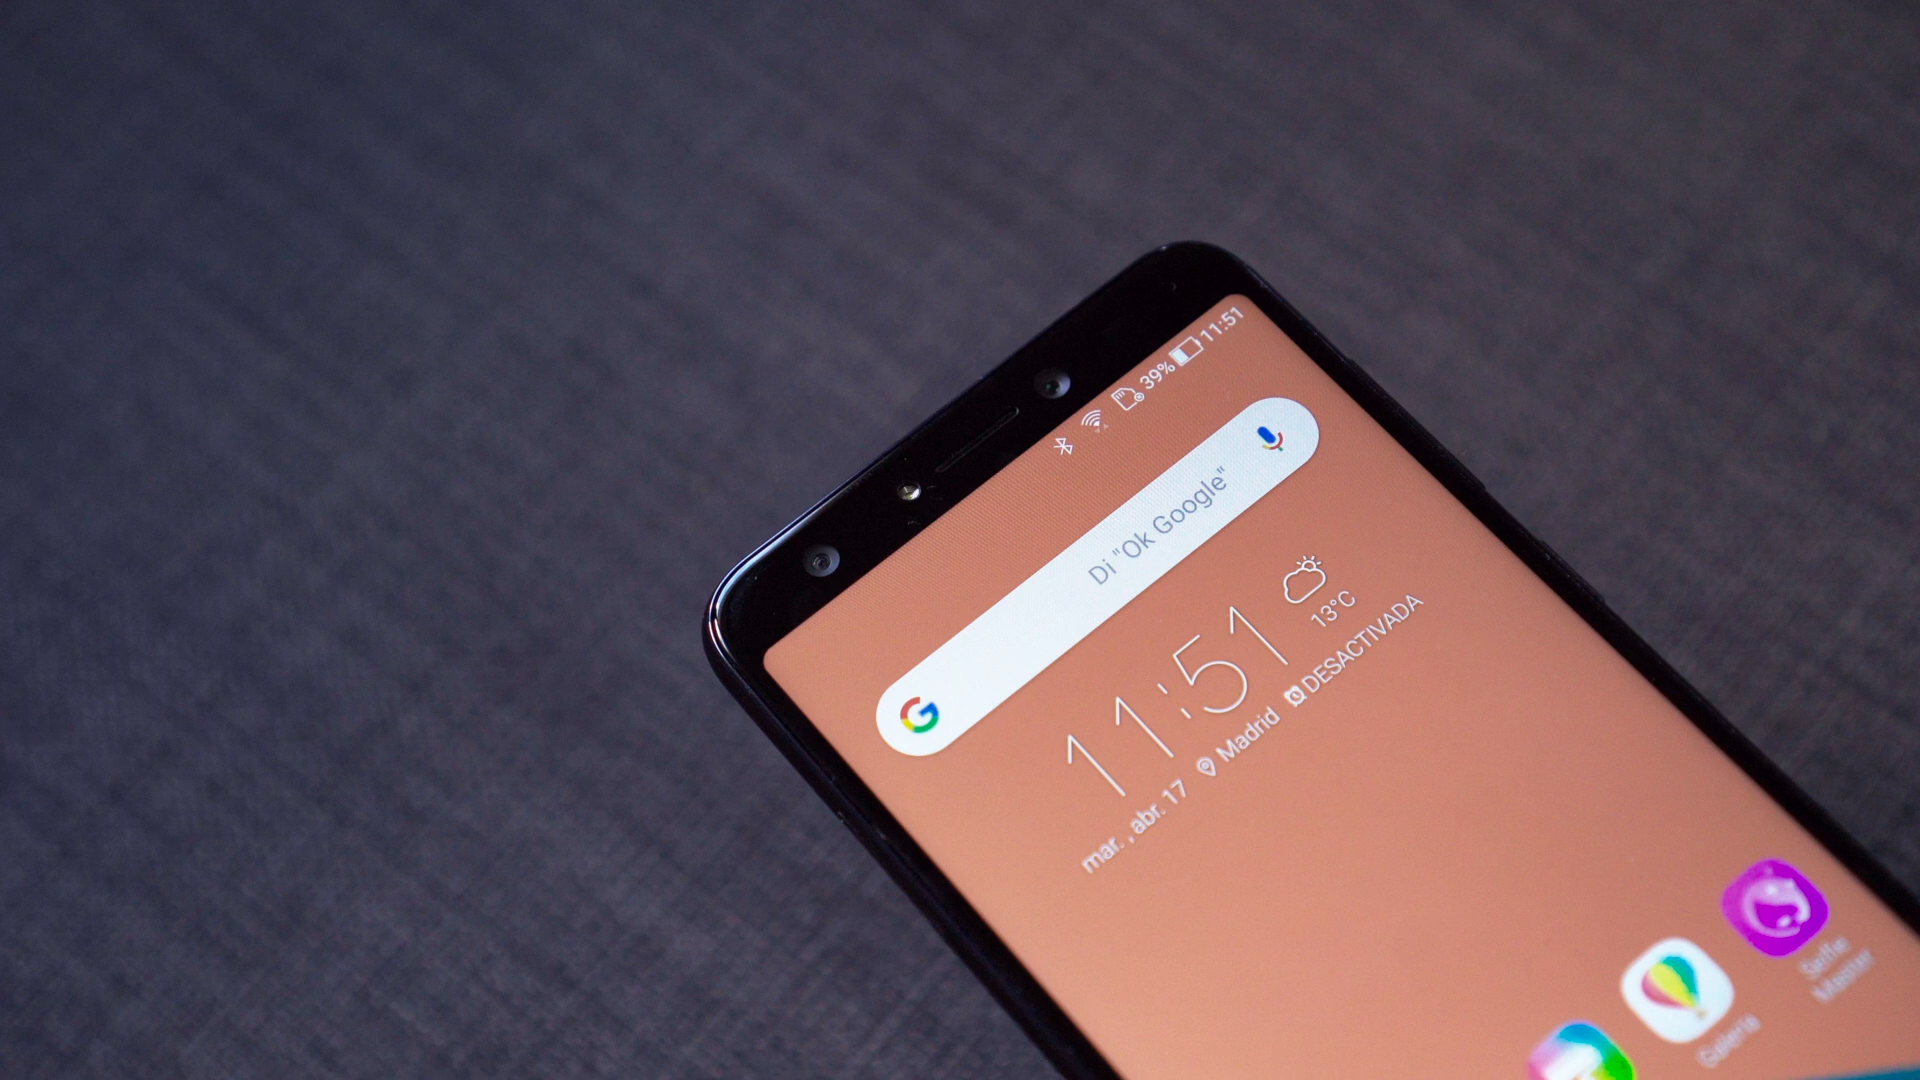 39% 11:51
Di "Ok Google"
11:51
13°C
mar. , abr. 17 Madrid DESACTIVADA
Selfie
Master
Galería